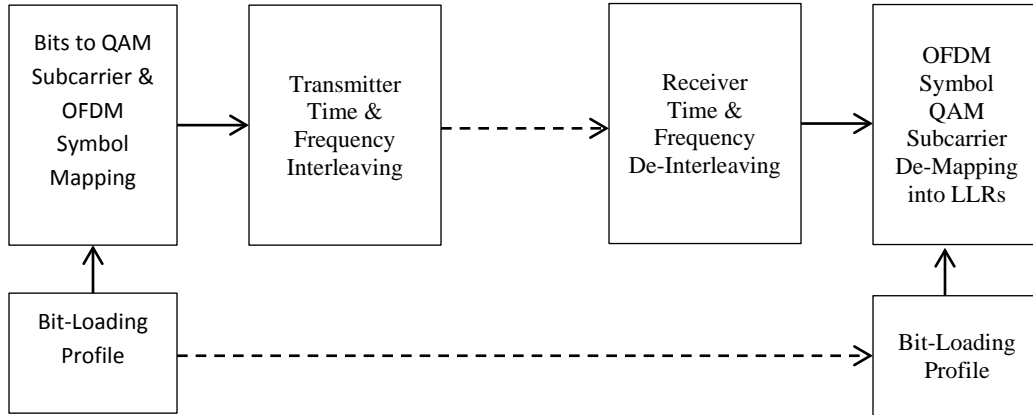 Bits to QAM
Subcarrier &
OFDM
Symbol
Mapping
Transmitter
Time &
Frequency
Interleaving
Receiver
Time &
Frequency
De-Interleaving
OFDM
Symbol
QAM
Subcarrier
De-Mapping
into LLRs
Bit-Loading
Profile
Bit-Loading
Profile